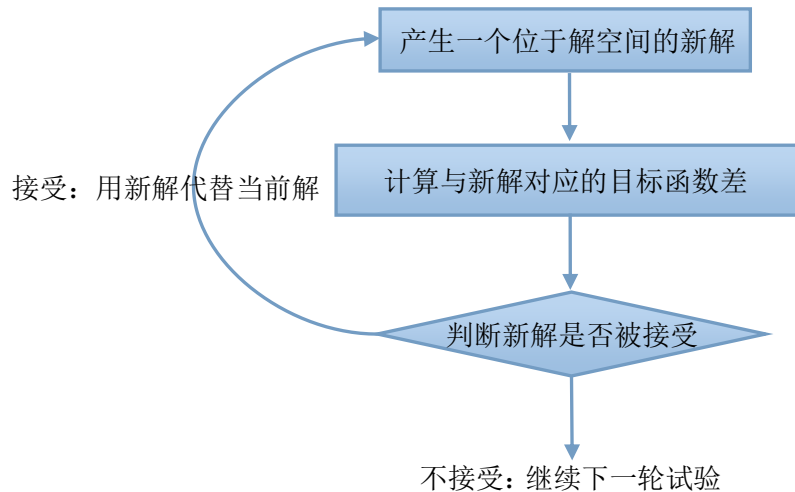 产生一个位于解空间的新解
接受：用新解代替当前解
计算与新解对应的目标函数差
判断新解是否被接受
不接受：继续下一轮试验